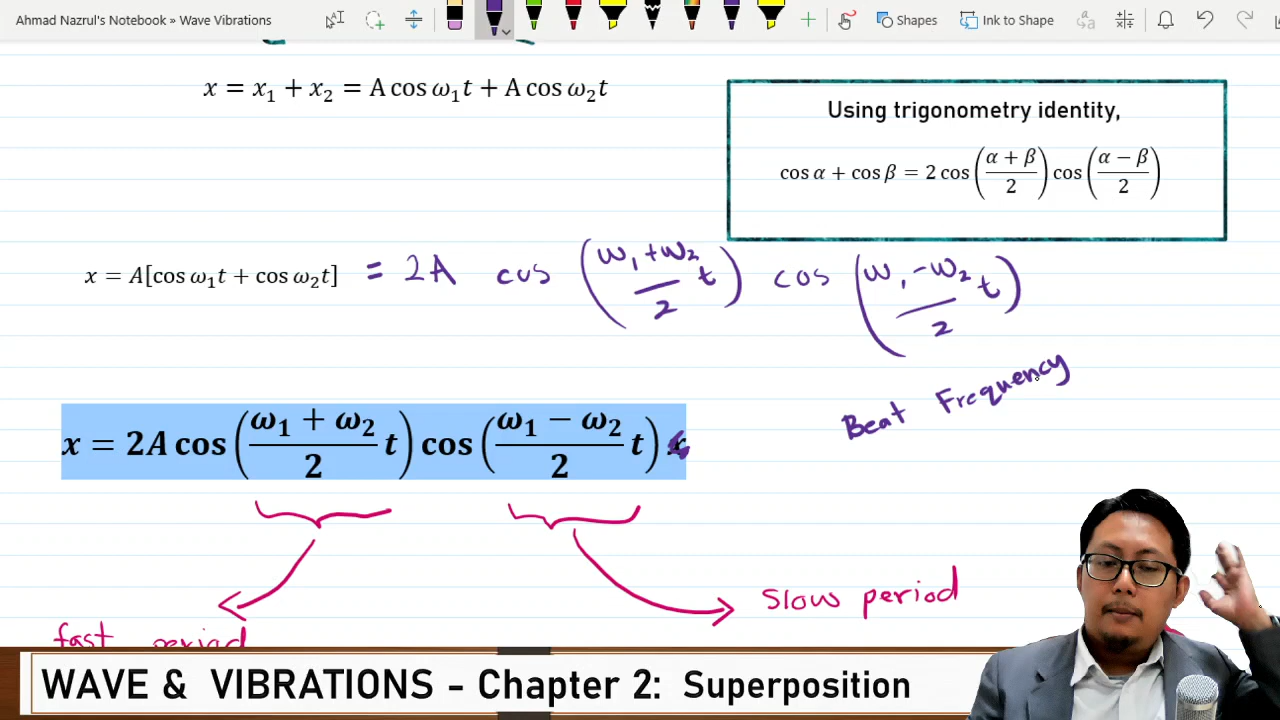 Ahmad Nazrul's Notebook » Wave Vibrations
Shapes
Ink to Shape
x = x₁ + x₂ = A cos ω₁t + A cos ω₂t
Using trigonometry identity,
cos α + cos β = 2 cos((α + β)/2) cos((α − β)/2)
x = A[cos ω₁t + cos ω₂t] = 2A cos((ω₁+ω₂)/2 t) cos((ω₁−ω₂)/2 t)
Beat Frequency
x = 2A cos((ω₁ + ω₂)/2 t) cos((ω₁ − ω₂)/2 t)
slow period
fast period
WAVE & VIBRATIONS - Chapter 2: Superposition